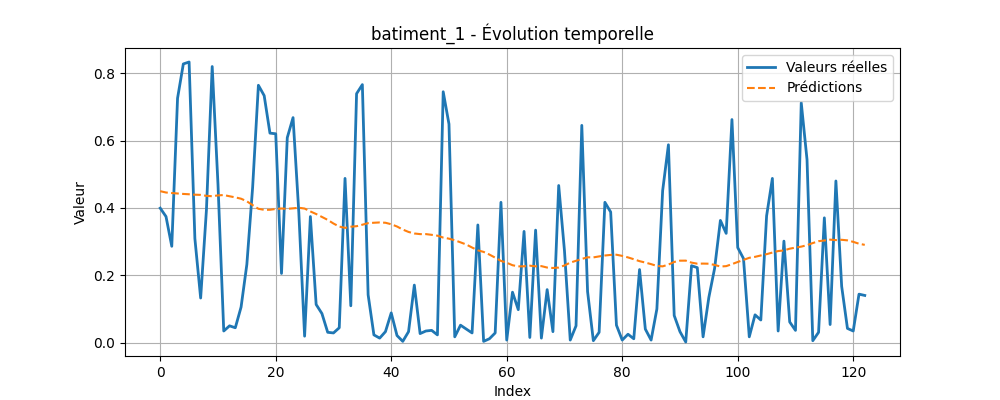 batiment_1 - Évolution temporelle
Valeurs réelles
Prédictions
Valeur
0.8
0.6
0.4
0.2
0.0
0 20 40 60 80 100 120
Index